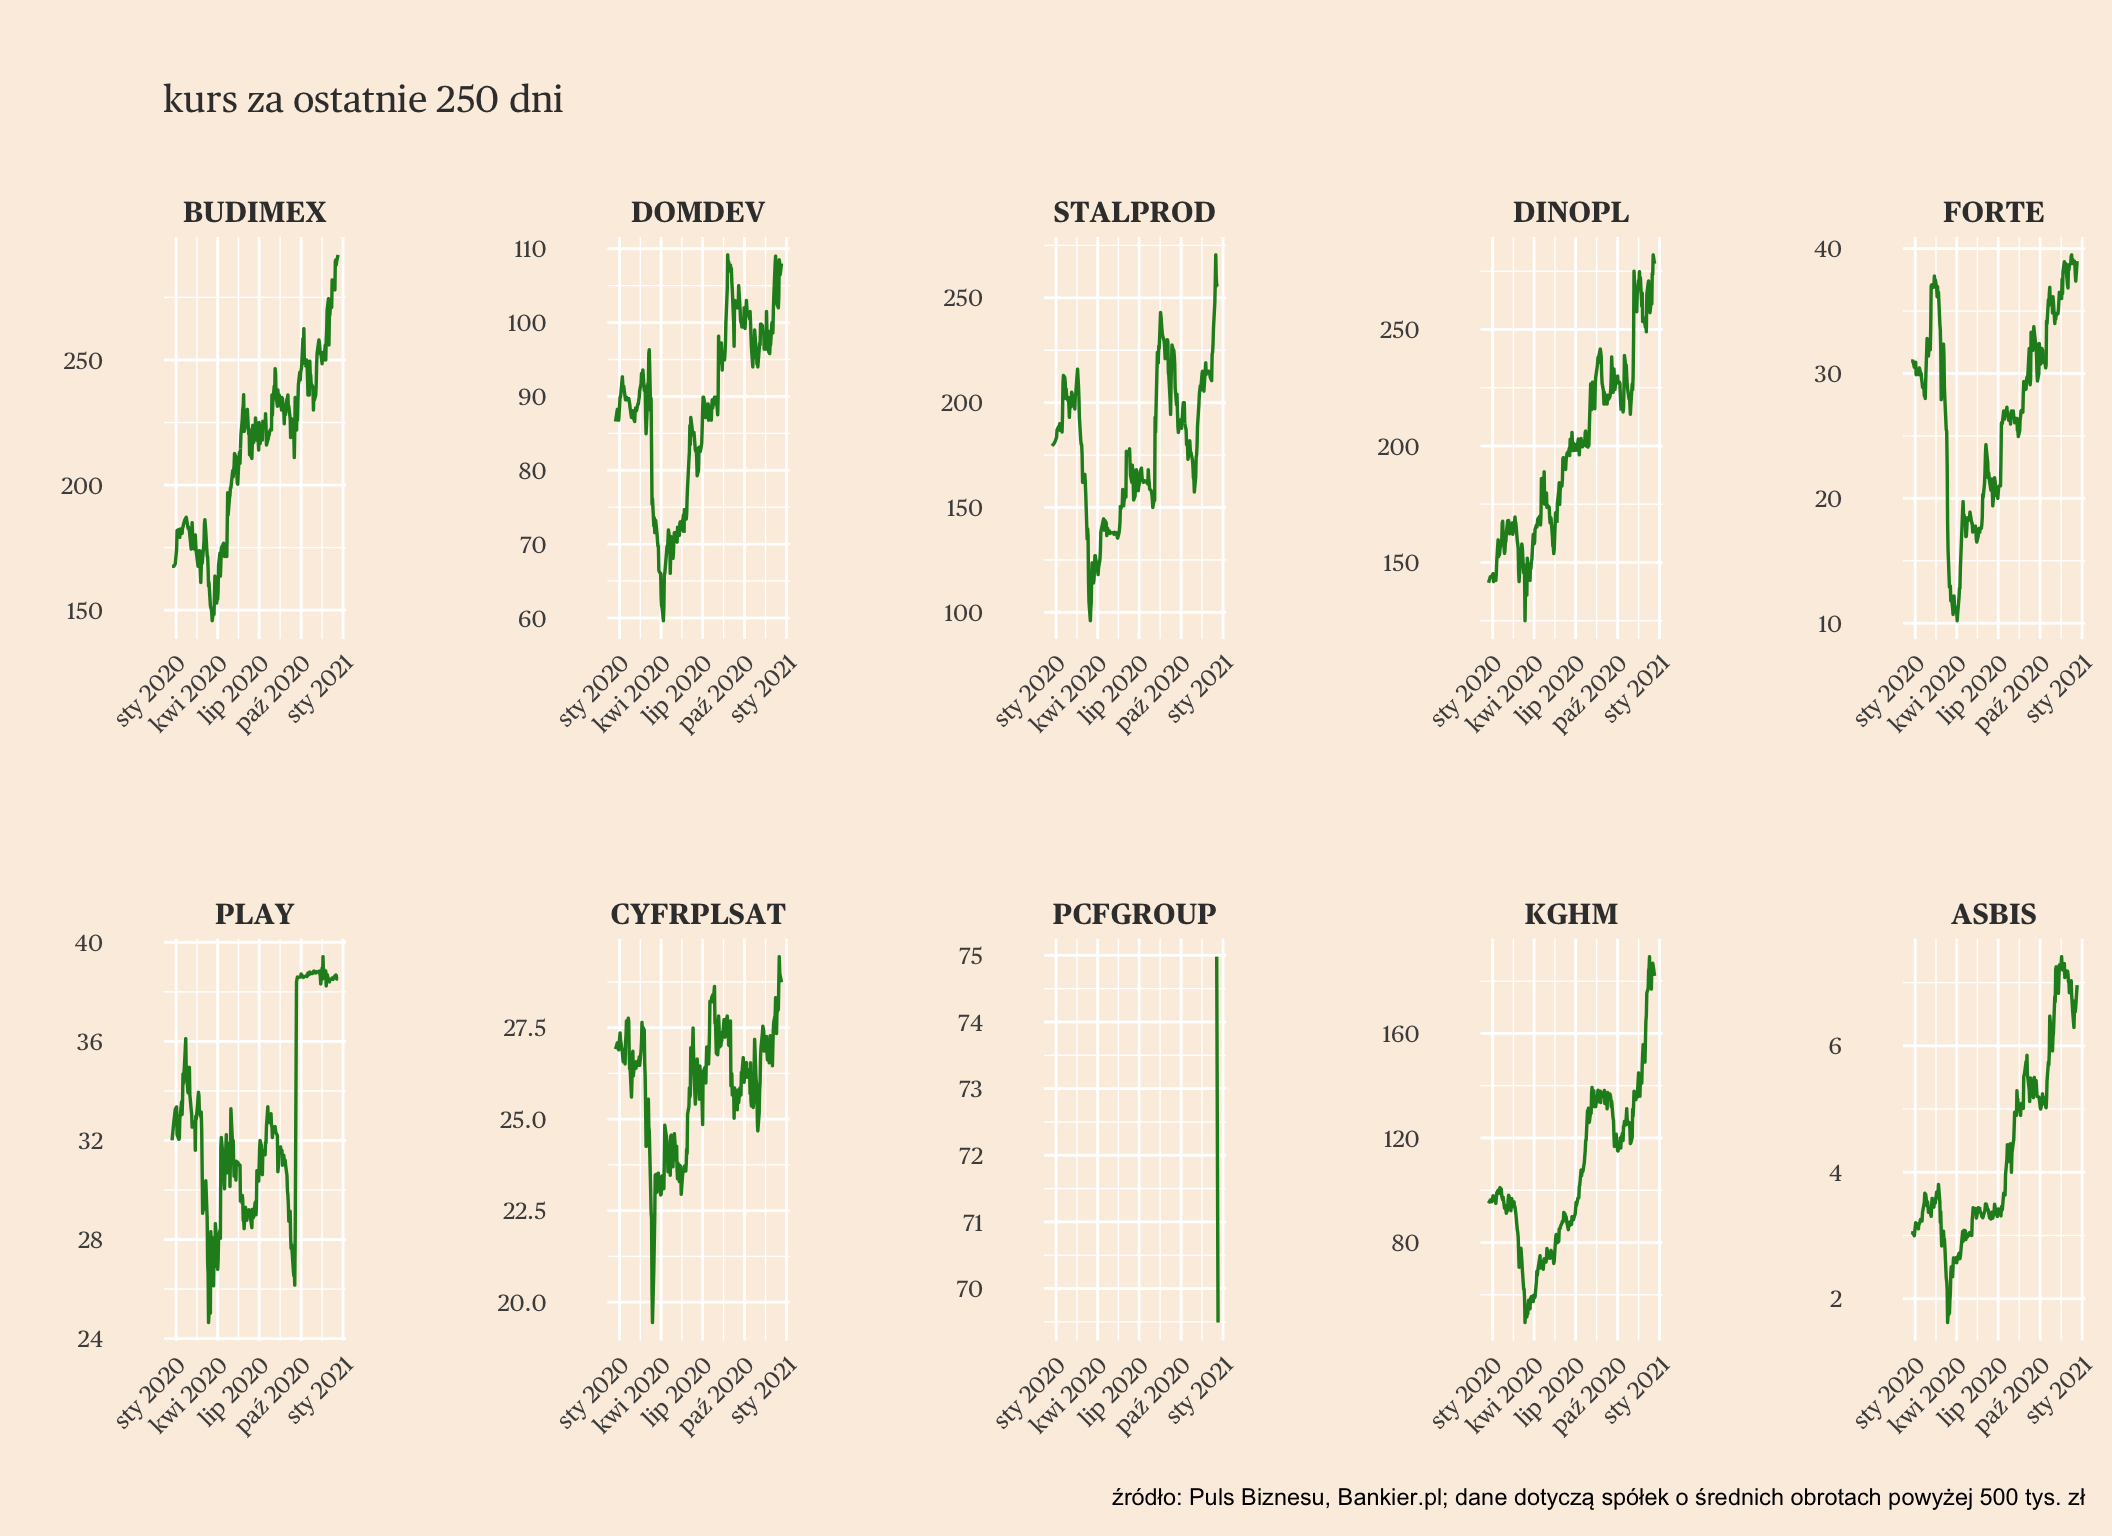 kurs za ostatnie 250 dni
BUDIMEX
250
200
150
sty 2020
kwi 2020
lip 2020
paź 2020
sty 2021
DOMDEV
110
100
90
80
70
60
sty 2020
kwi 2020
lip 2020
paź 2020
sty 2021
STALPROD
250
200
150
100
sty 2020
kwi 2020
lip 2020
paź 2020
sty 2021
DINOPL
250
200
150
sty 2020
kwi 2020
lip 2020
paź 2020
sty 2021
FORTE
40
30
20
10
sty 2020
kwi 2020
lip 2020
paź 2020
sty 2021
PLAY
40
36
32
28
24
sty 2020
kwi 2020
lip 2020
paź 2020
sty 2021
CYFRPLSAT
27.5
25.0
22.5
20.0
sty 2020
kwi 2020
lip 2020
paź 2020
sty 2021
PCFGROUP
75
74
73
72
71
70
sty 2020
kwi 2020
lip 2020
paź 2020
sty 2021
KGHM
160
120
80
sty 2020
kwi 2020
lip 2020
paź 2020
sty 2021
ASBIS
6
4
2
sty 2020
kwi 2020
lip 2020
paź 2020
sty 2021
źródło: Puls Biznesu, Bankier.pl; dane dotyczą spółek o średnich obrotach powyżej 500 tys. zł